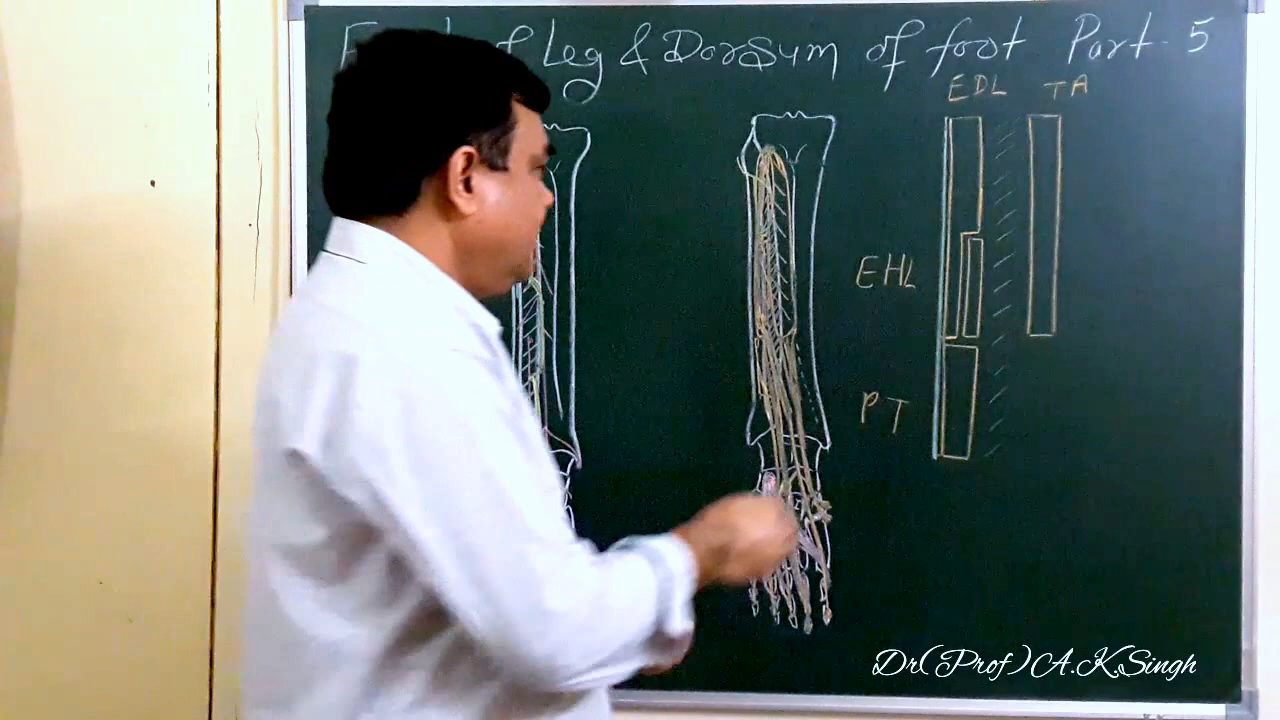 of Leg & Dorsum of foot Part-5
EDL TA
EHL
PT
Dr(Prof)A.K.Singh